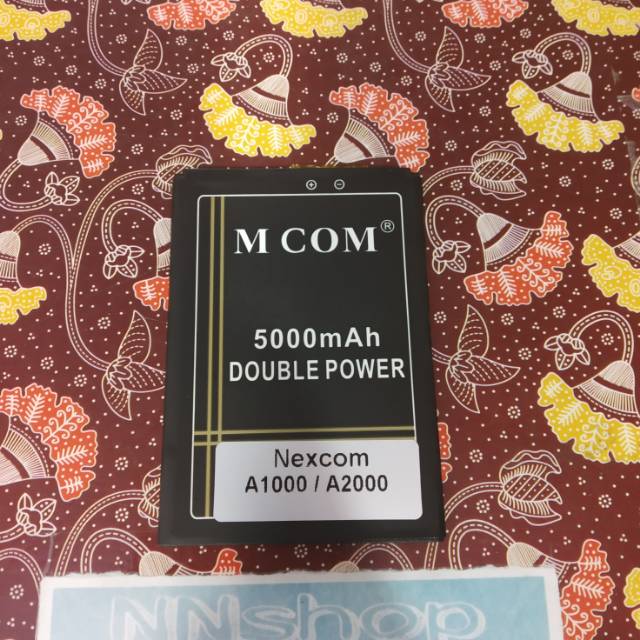 ⊕ ⊖
M COM®
5000mAh
DOUBLE POWER
Nexcom
A1000 / A2000
NNshop